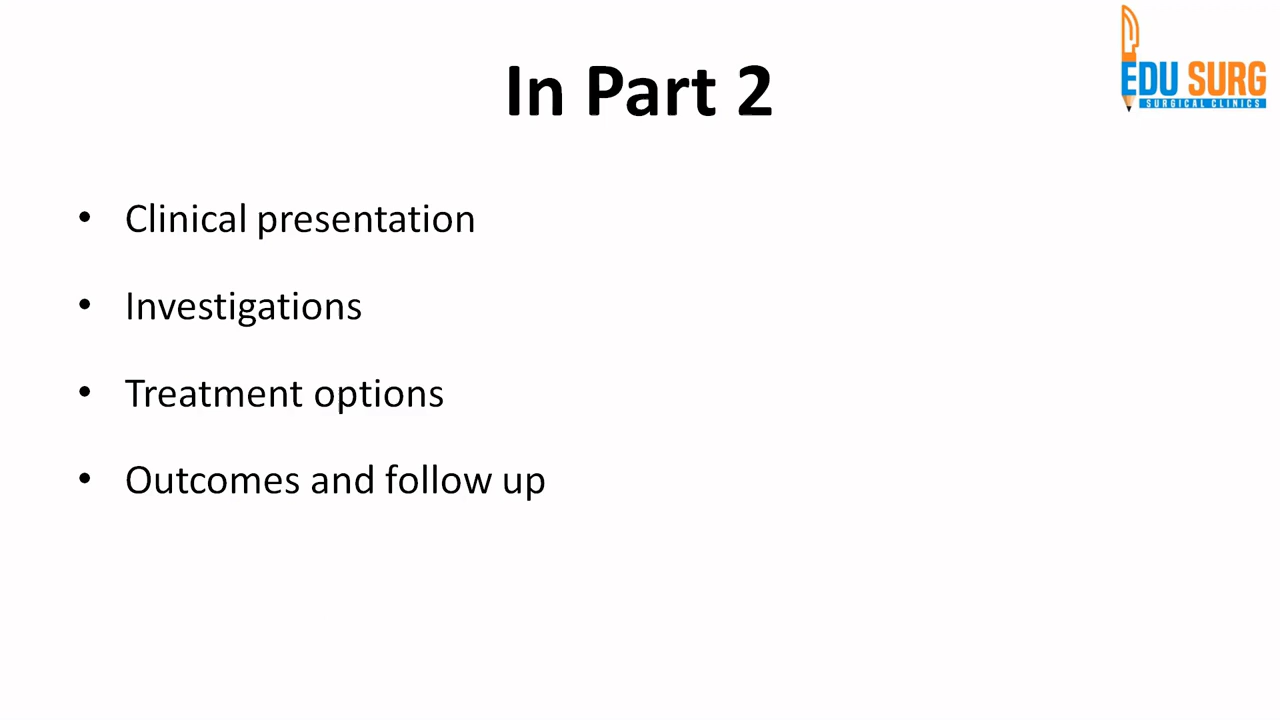 In Part 2
EDU SURG
SURGICAL CLINICS
• Clinical presentation
• Investigations
• Treatment options
• Outcomes and follow up